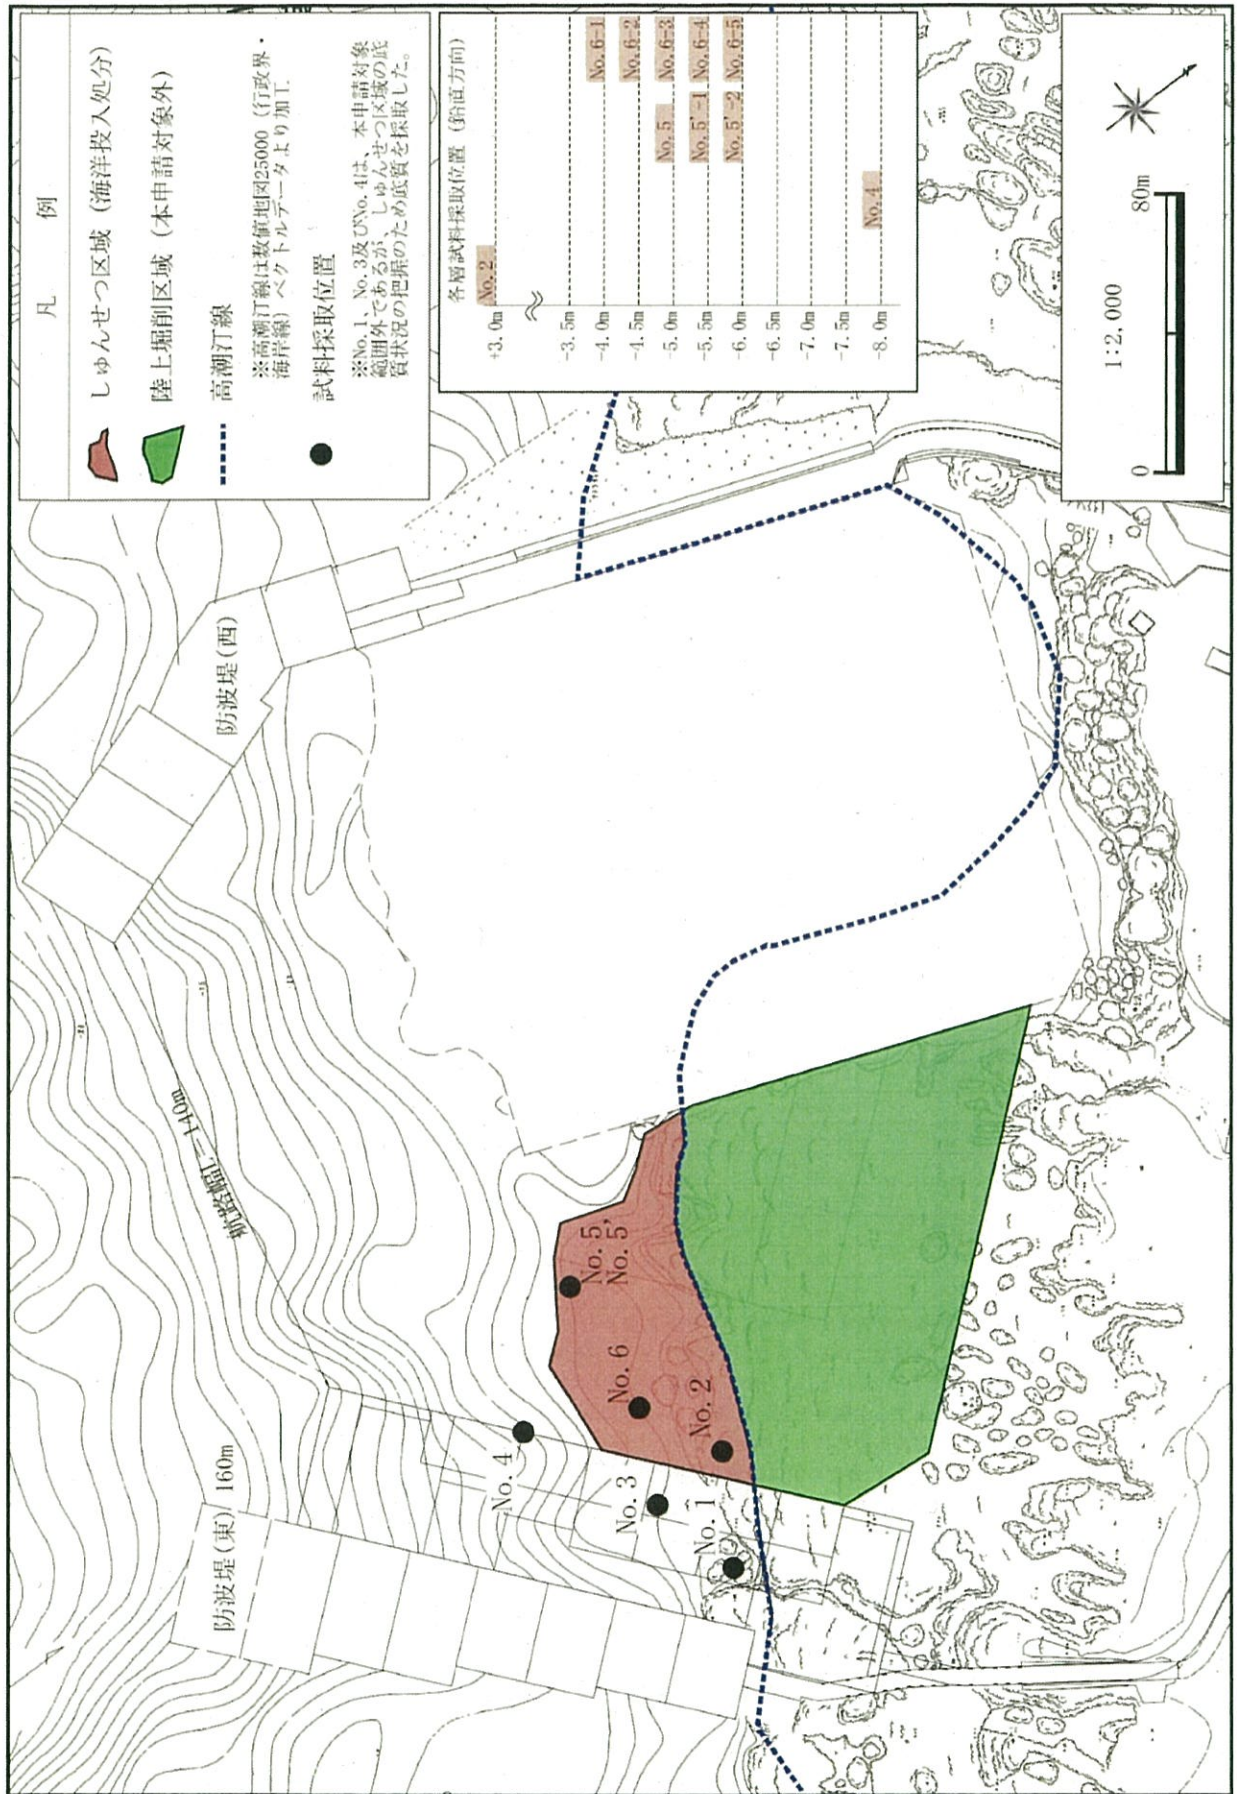 凡 例
しゅんせつ区域 (海洋投入処分)
陸上掘削区域 (本申請対象外)
高潮汀線
※高潮汀線は数値地図25000 (行政界・
海岸線) ベクトルデータより加工
試料採取位置
※No.1、No.3及びNo.4は、本申請対象
範囲外であるが、しゅんせつ区域の底
質状況の把握のため底質を採取した。
各層試料採取位置 (鉛直方向)
+3.0m
-3.5m
-4.0m
-4.5m
-5.0m
-5.5m
-6.0m
-6.5m
-7.0m
-7.5m
-8.0m
No.2
No.4
No.5
No.5'-1
No.5'-2
No.6-1
No.6-2
No.6-3
No.6-4
No.6-5
1:2,000
0
80m
防波堤(西)
航路幅L=140m
防波堤(東) 160m
No. 5
No. 5'
No. 6
No. 2
No. 4
No. 3
No. 1